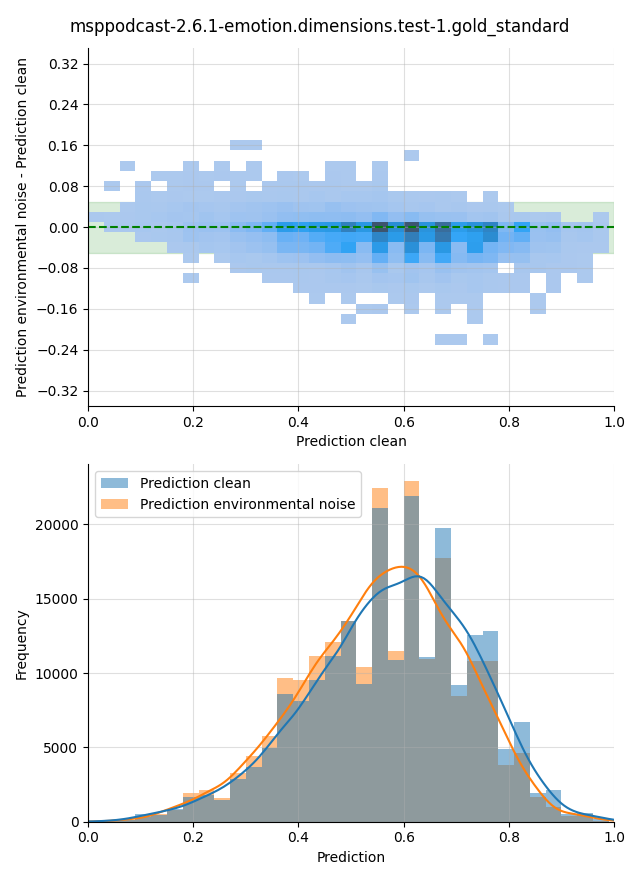 msppodcast-2.6.1-emotion.dimensions.test-1.gold_standard
Prediction environmental noise - Prediction clean
0.32
0.24
0.16
0.08
0.00
−0.08
−0.16
−0.24
−0.32
0.0 0.2 0.4 0.6 0.8 1.0
Prediction clean
Prediction clean
Prediction environmental noise
Frequency
20000
15000
10000
5000
0
0.0 0.2 0.4 0.6 0.8 1.0
Prediction